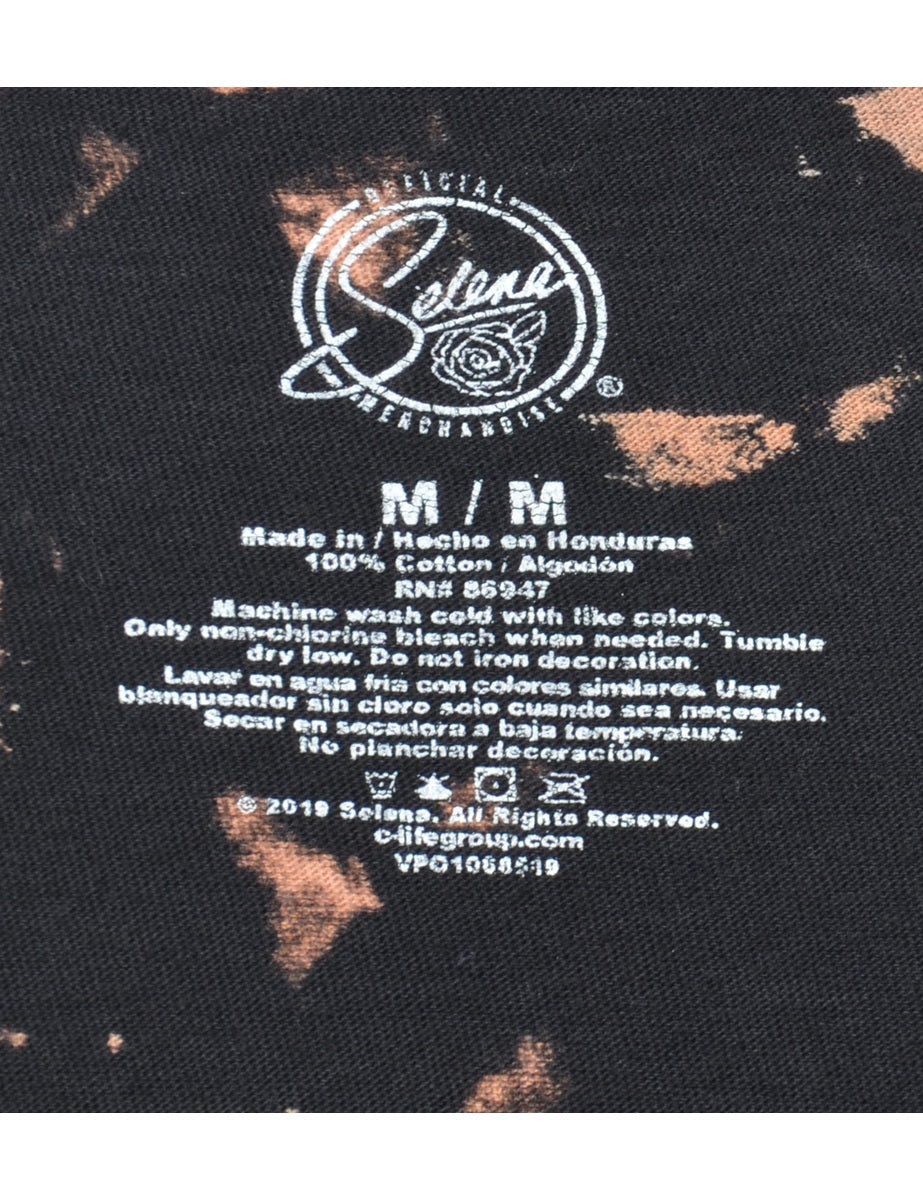 OFFICIAL
Selena
MERCHANDISE
®
M / M
Made in / Hecho en Honduras
100% Cotton / Algodón
RN# 86947
Machine wash cold with like colors.
Only non-chlorine bleach when needed. Tumble
dry low. Do not iron decoration.
Lavar en agua fria con colores similares. Usar
blanqueador sin cloro solo cuando sea necesario.
Secar en secadora a baja temperatura.
No planchar decoración.
© 2019 Selena. All Rights Reserved.
c-lifegroup.com